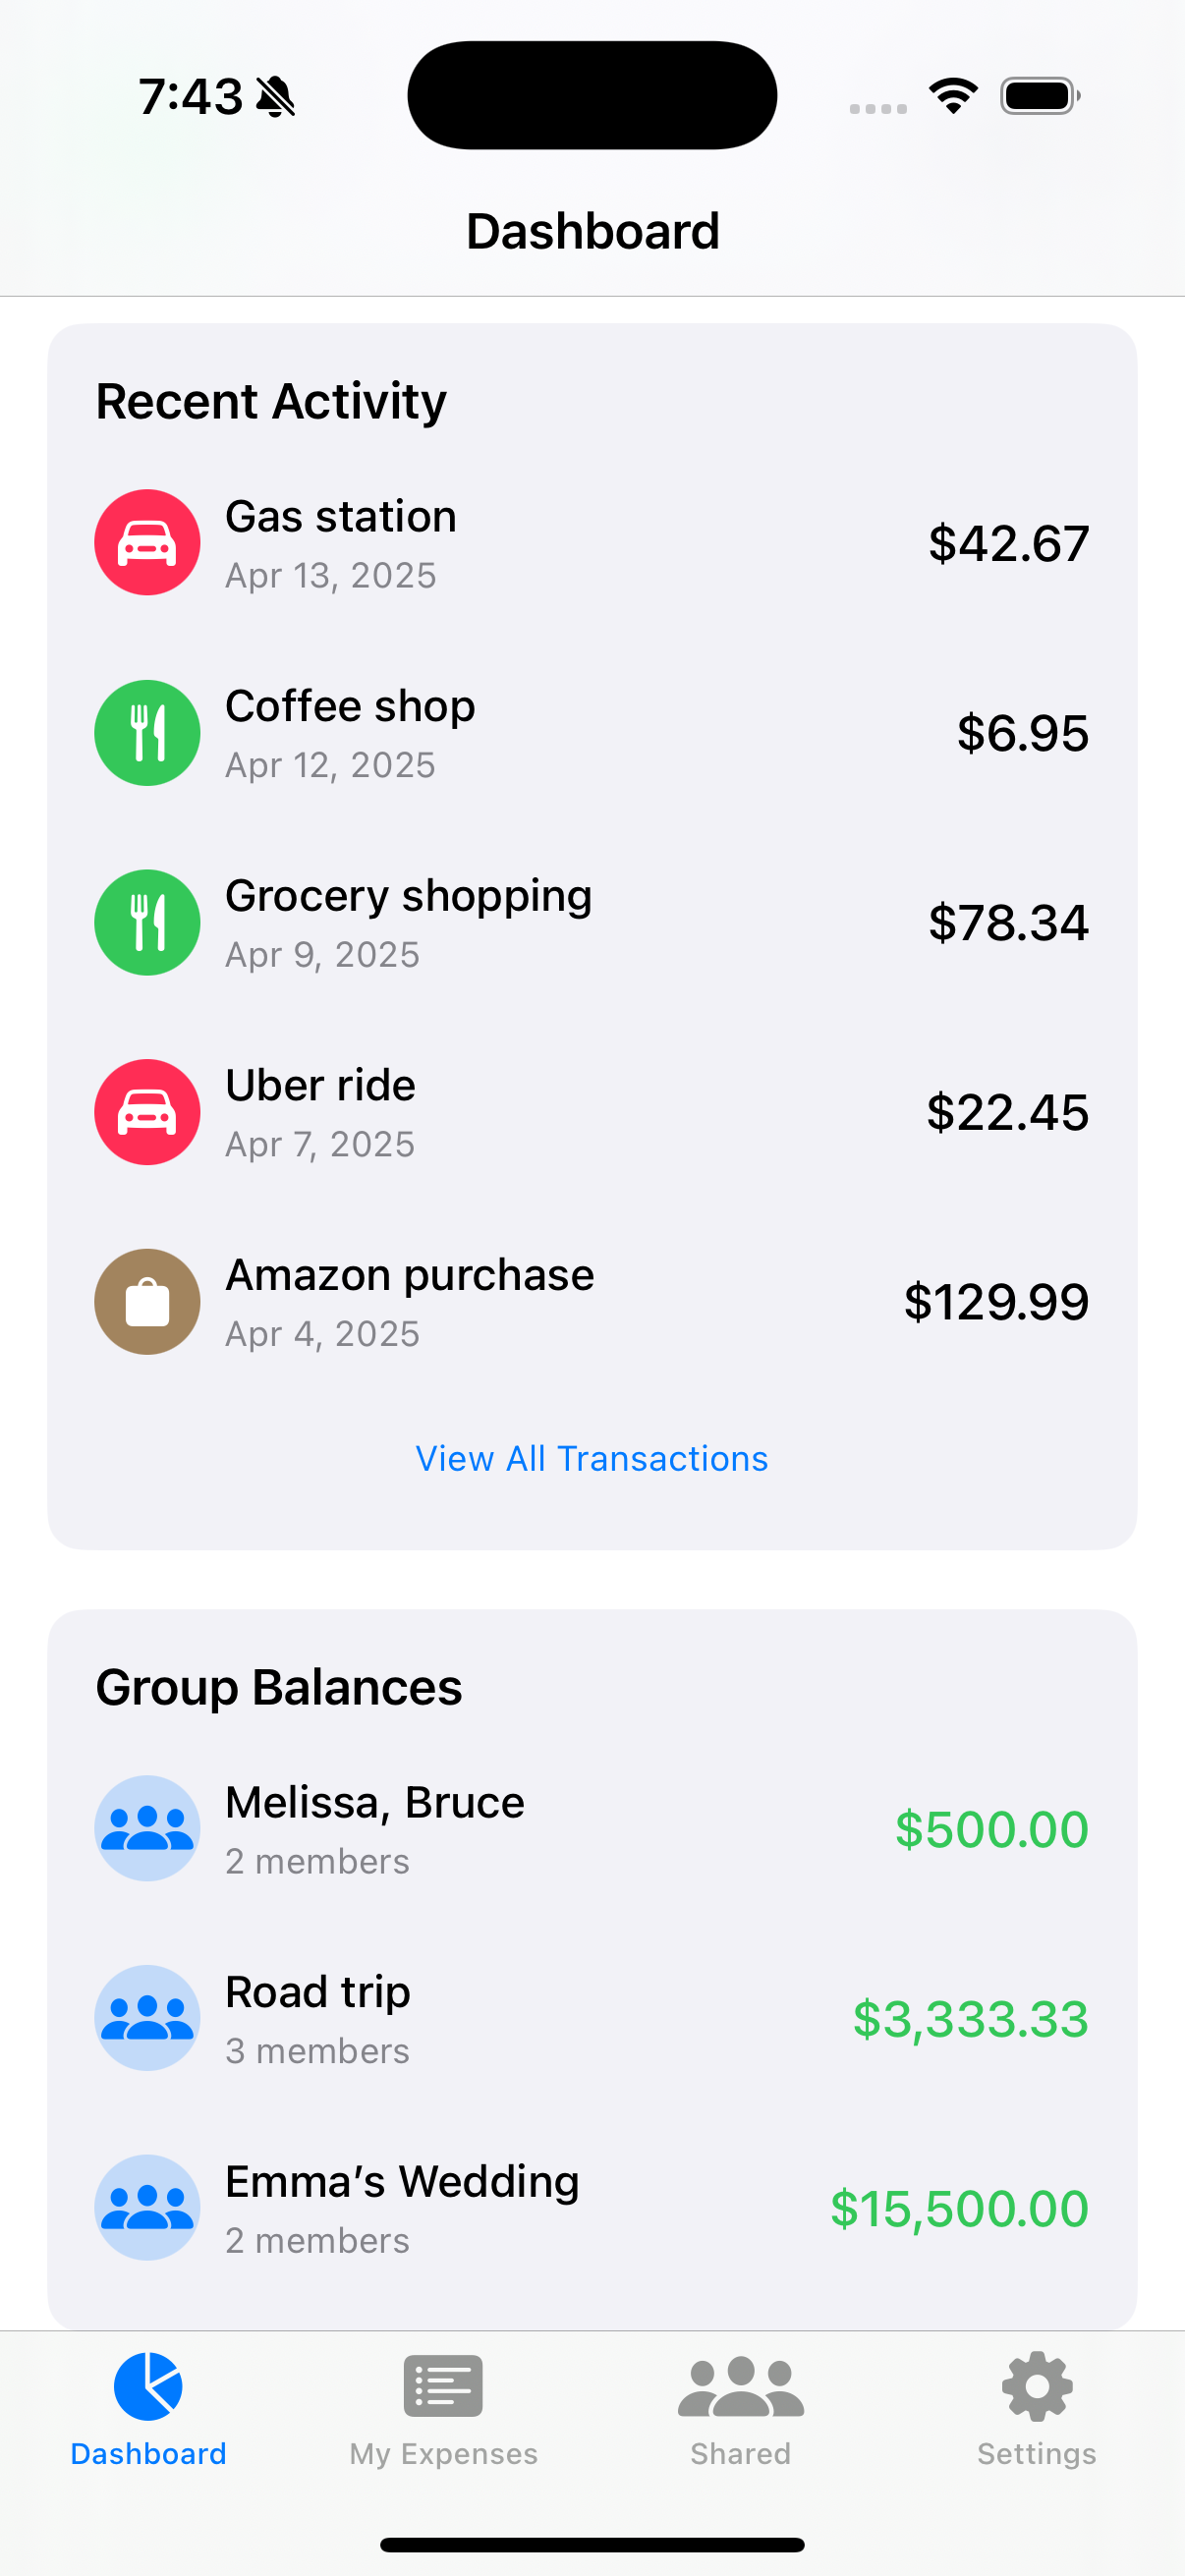 7:43
Dashboard
Recent Activity
Gas station
Apr 13, 2025
$42.67
Coffee shop
Apr 12, 2025
$6.95
Grocery shopping
Apr 9, 2025
$78.34
Uber ride
Apr 7, 2025
$22.45
Amazon purchase
Apr 4, 2025
$129.99
View All Transactions
Group Balances
Melissa, Bruce
2 members
$500.00
Road trip
3 members
$3,333.33
Emma’s Wedding
2 members
$15,500.00
Dashboard
My Expenses
Shared
Settings